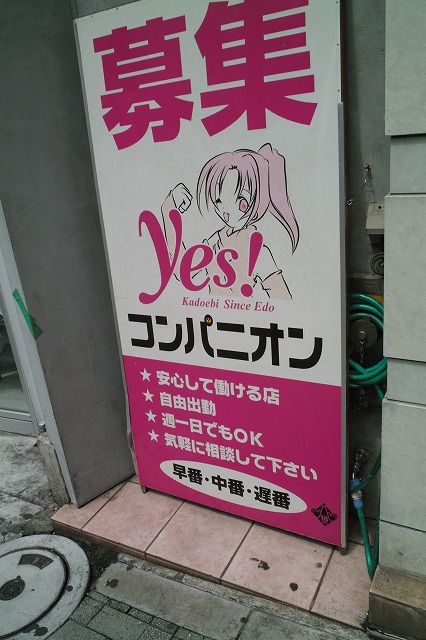 募集
yes!
Kadoebi Since Edo
コンパニオン
★安心して働ける店
★自由出勤
★週一日でもOK
★気軽に相談して下さい
早番・中番・遅番